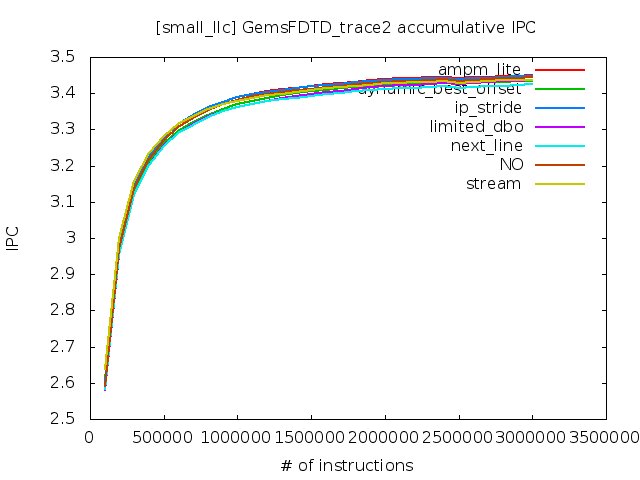 [small_llc] GemsFDTD_trace2 accumulative IPC
3.5
3.4
3.3
3.2
3.1
3
2.9
2.8
2.7
2.6
2.5
IPC
ampm_lite
dynamic_best_offset
ip_stride
limited_dbo
next_line
NO
stream
0 500000 1000000 1500000 2000000 2500000 3000000 3500000
# of instructions